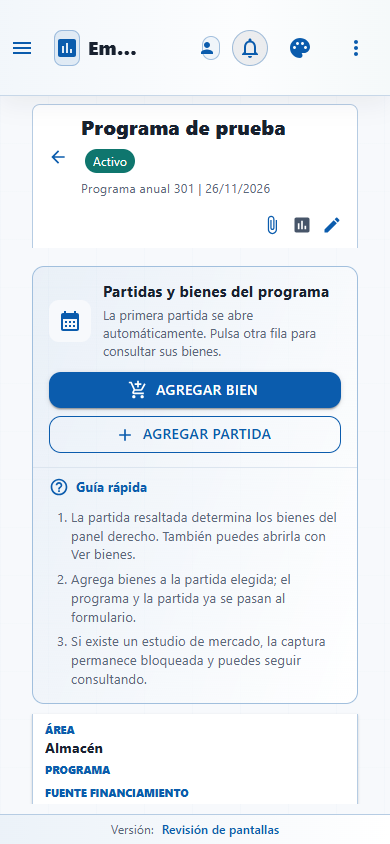 Em...
Programa de prueba
Activo
Programa anual 301 | 26/11/2026
Partidas y bienes del programa
La primera partida se abre
automáticamente. Pulsa otra fila para
consultar sus bienes.
AGREGAR BIEN
AGREGAR PARTIDA
Guía rápida
1. La partida resaltada determina los bienes del
panel derecho. También puedes abrirla con
Ver bienes.
2. Agrega bienes a la partida elegida; el
programa y la partida ya se pasan al
formulario.
3. Si existe un estudio de mercado, la captura
permanece bloqueada y puedes seguir
consultando.
ÁREA
Almacén
PROGRAMA
FUENTE FINANCIAMIENTO
Versión: Revisión de pantallas